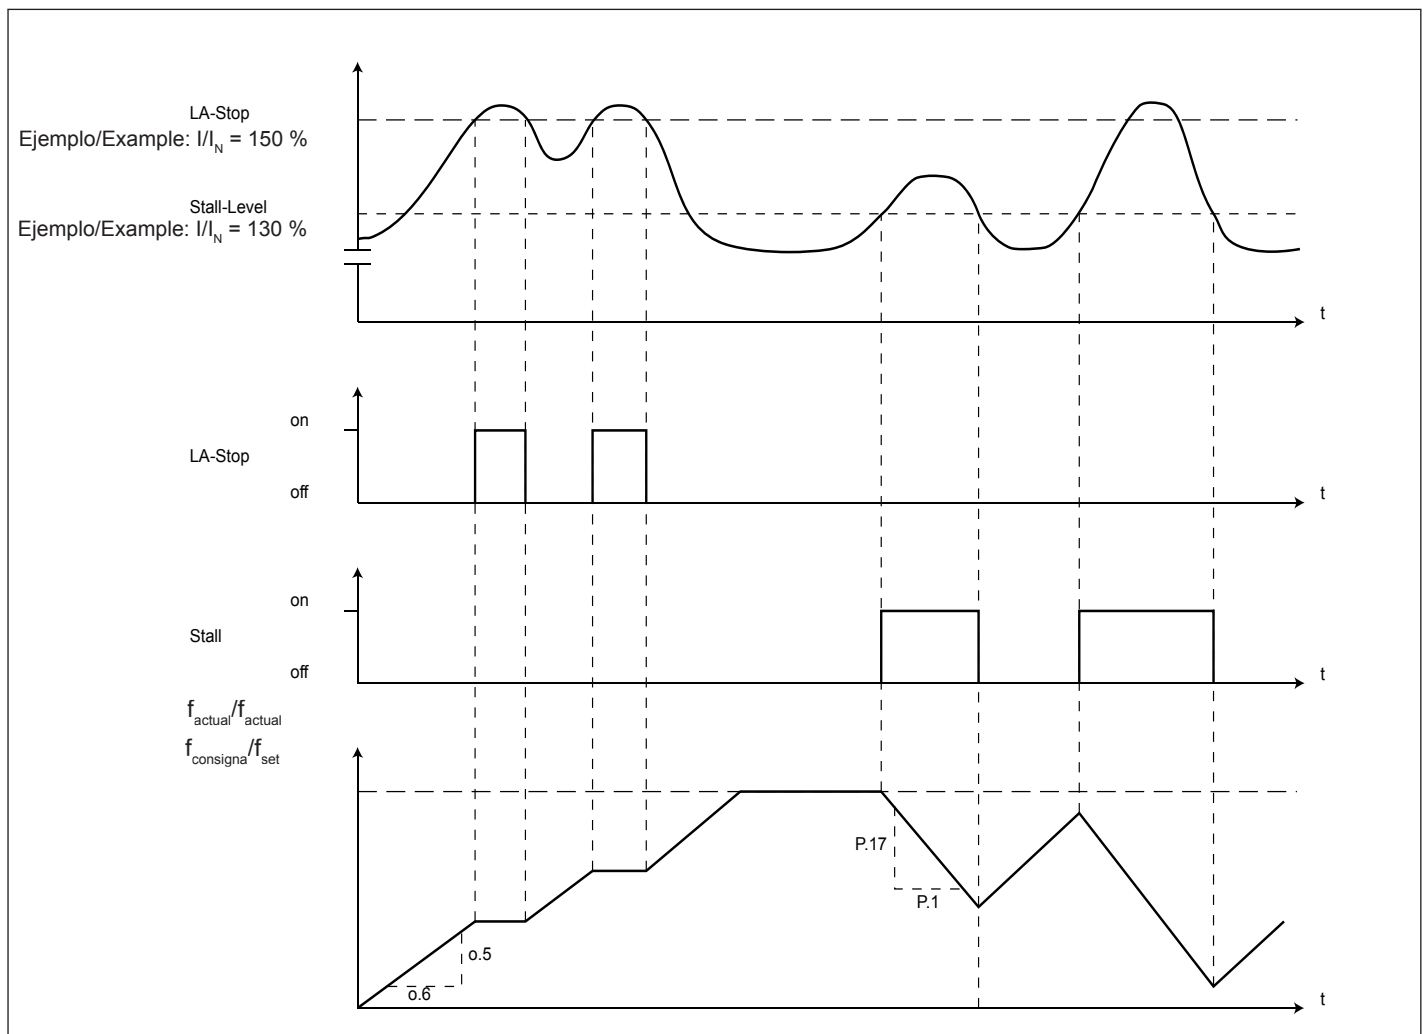 LA-Stop
Ejemplo/Example: I/I_N = 150 %
Stall-Level
Ejemplo/Example: I/I_N = 130 %
t
on
LA-Stop
off
t
on
Stall
off
t
f_actual/f_actual
f_consigna/f_set
P.17
P.1
o.5
o.6
t